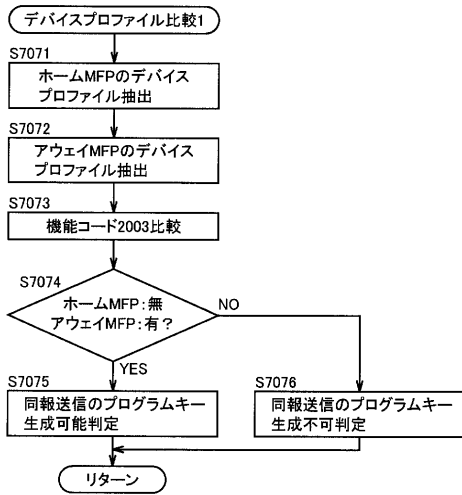 デバイスプロファイル比較1
S7071
ホームMFPのデバイス
プロファイル抽出
S7072
アウェイMFPのデバイス
プロファイル抽出
S7073
機能コード2003比較
S7074
ホームMFP:無
アウェイMFP:有?
NO
YES
S7075
同報送信のプログラムキー
生成可能判定
S7076
同報送信のプログラムキー
生成不可判定
リターン